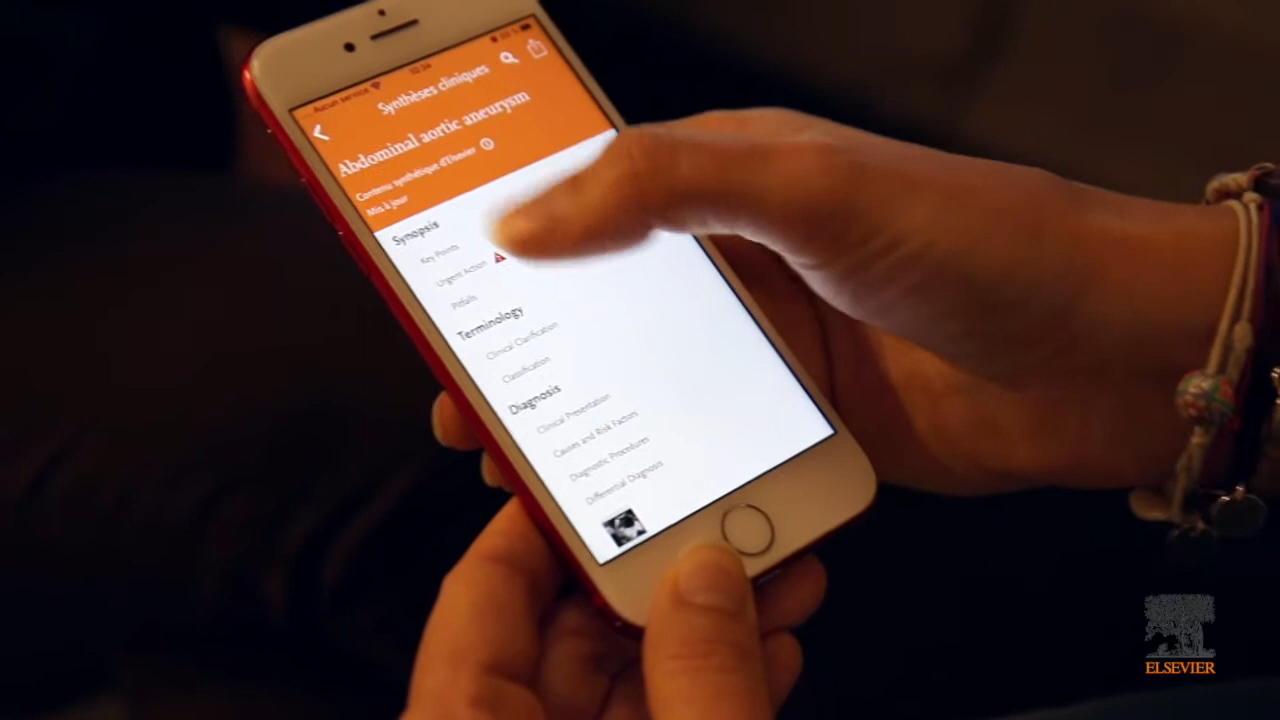 Aucun service
Synthèses cliniques
Abdominal aortic aneurysm
Contenu synthétique d'Elsevier
Mis à jour
Synopsis
Key Points
Urgent Action
Pitfalls
Terminology
Clinical Clarification
Classification
Diagnosis
Clinical Presentation
Causes and Risk Factors
Diagnostic Procedures
Differential Diagnosis
ELSEVIER